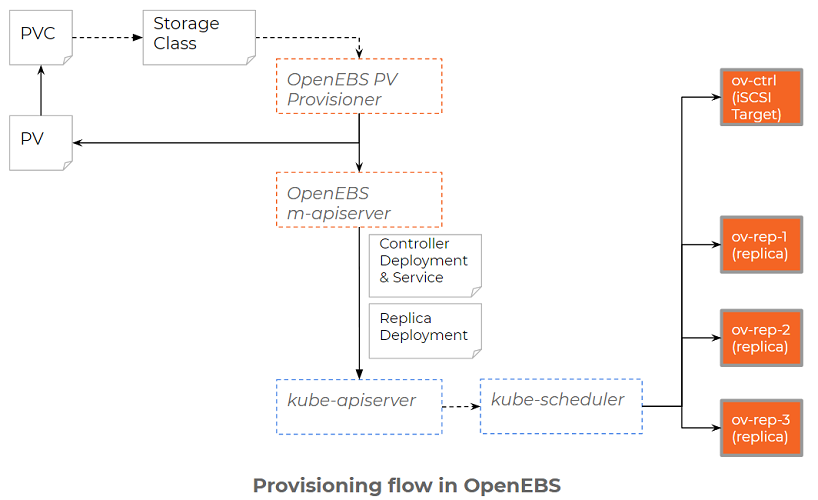 PVC
Storage
Class
OpenEBS PV
Provisioner
ov-ctrl
(iSCSI
Target)
PV
OpenEBS
m-apiserver
Controller
Deployment
& Service
ov-rep-1
(replica)
Replica
Deployment
ov-rep-2
(replica)
kube-apiserver
kube-scheduler
ov-rep-3
(replica)
Provisioning flow in OpenEBS